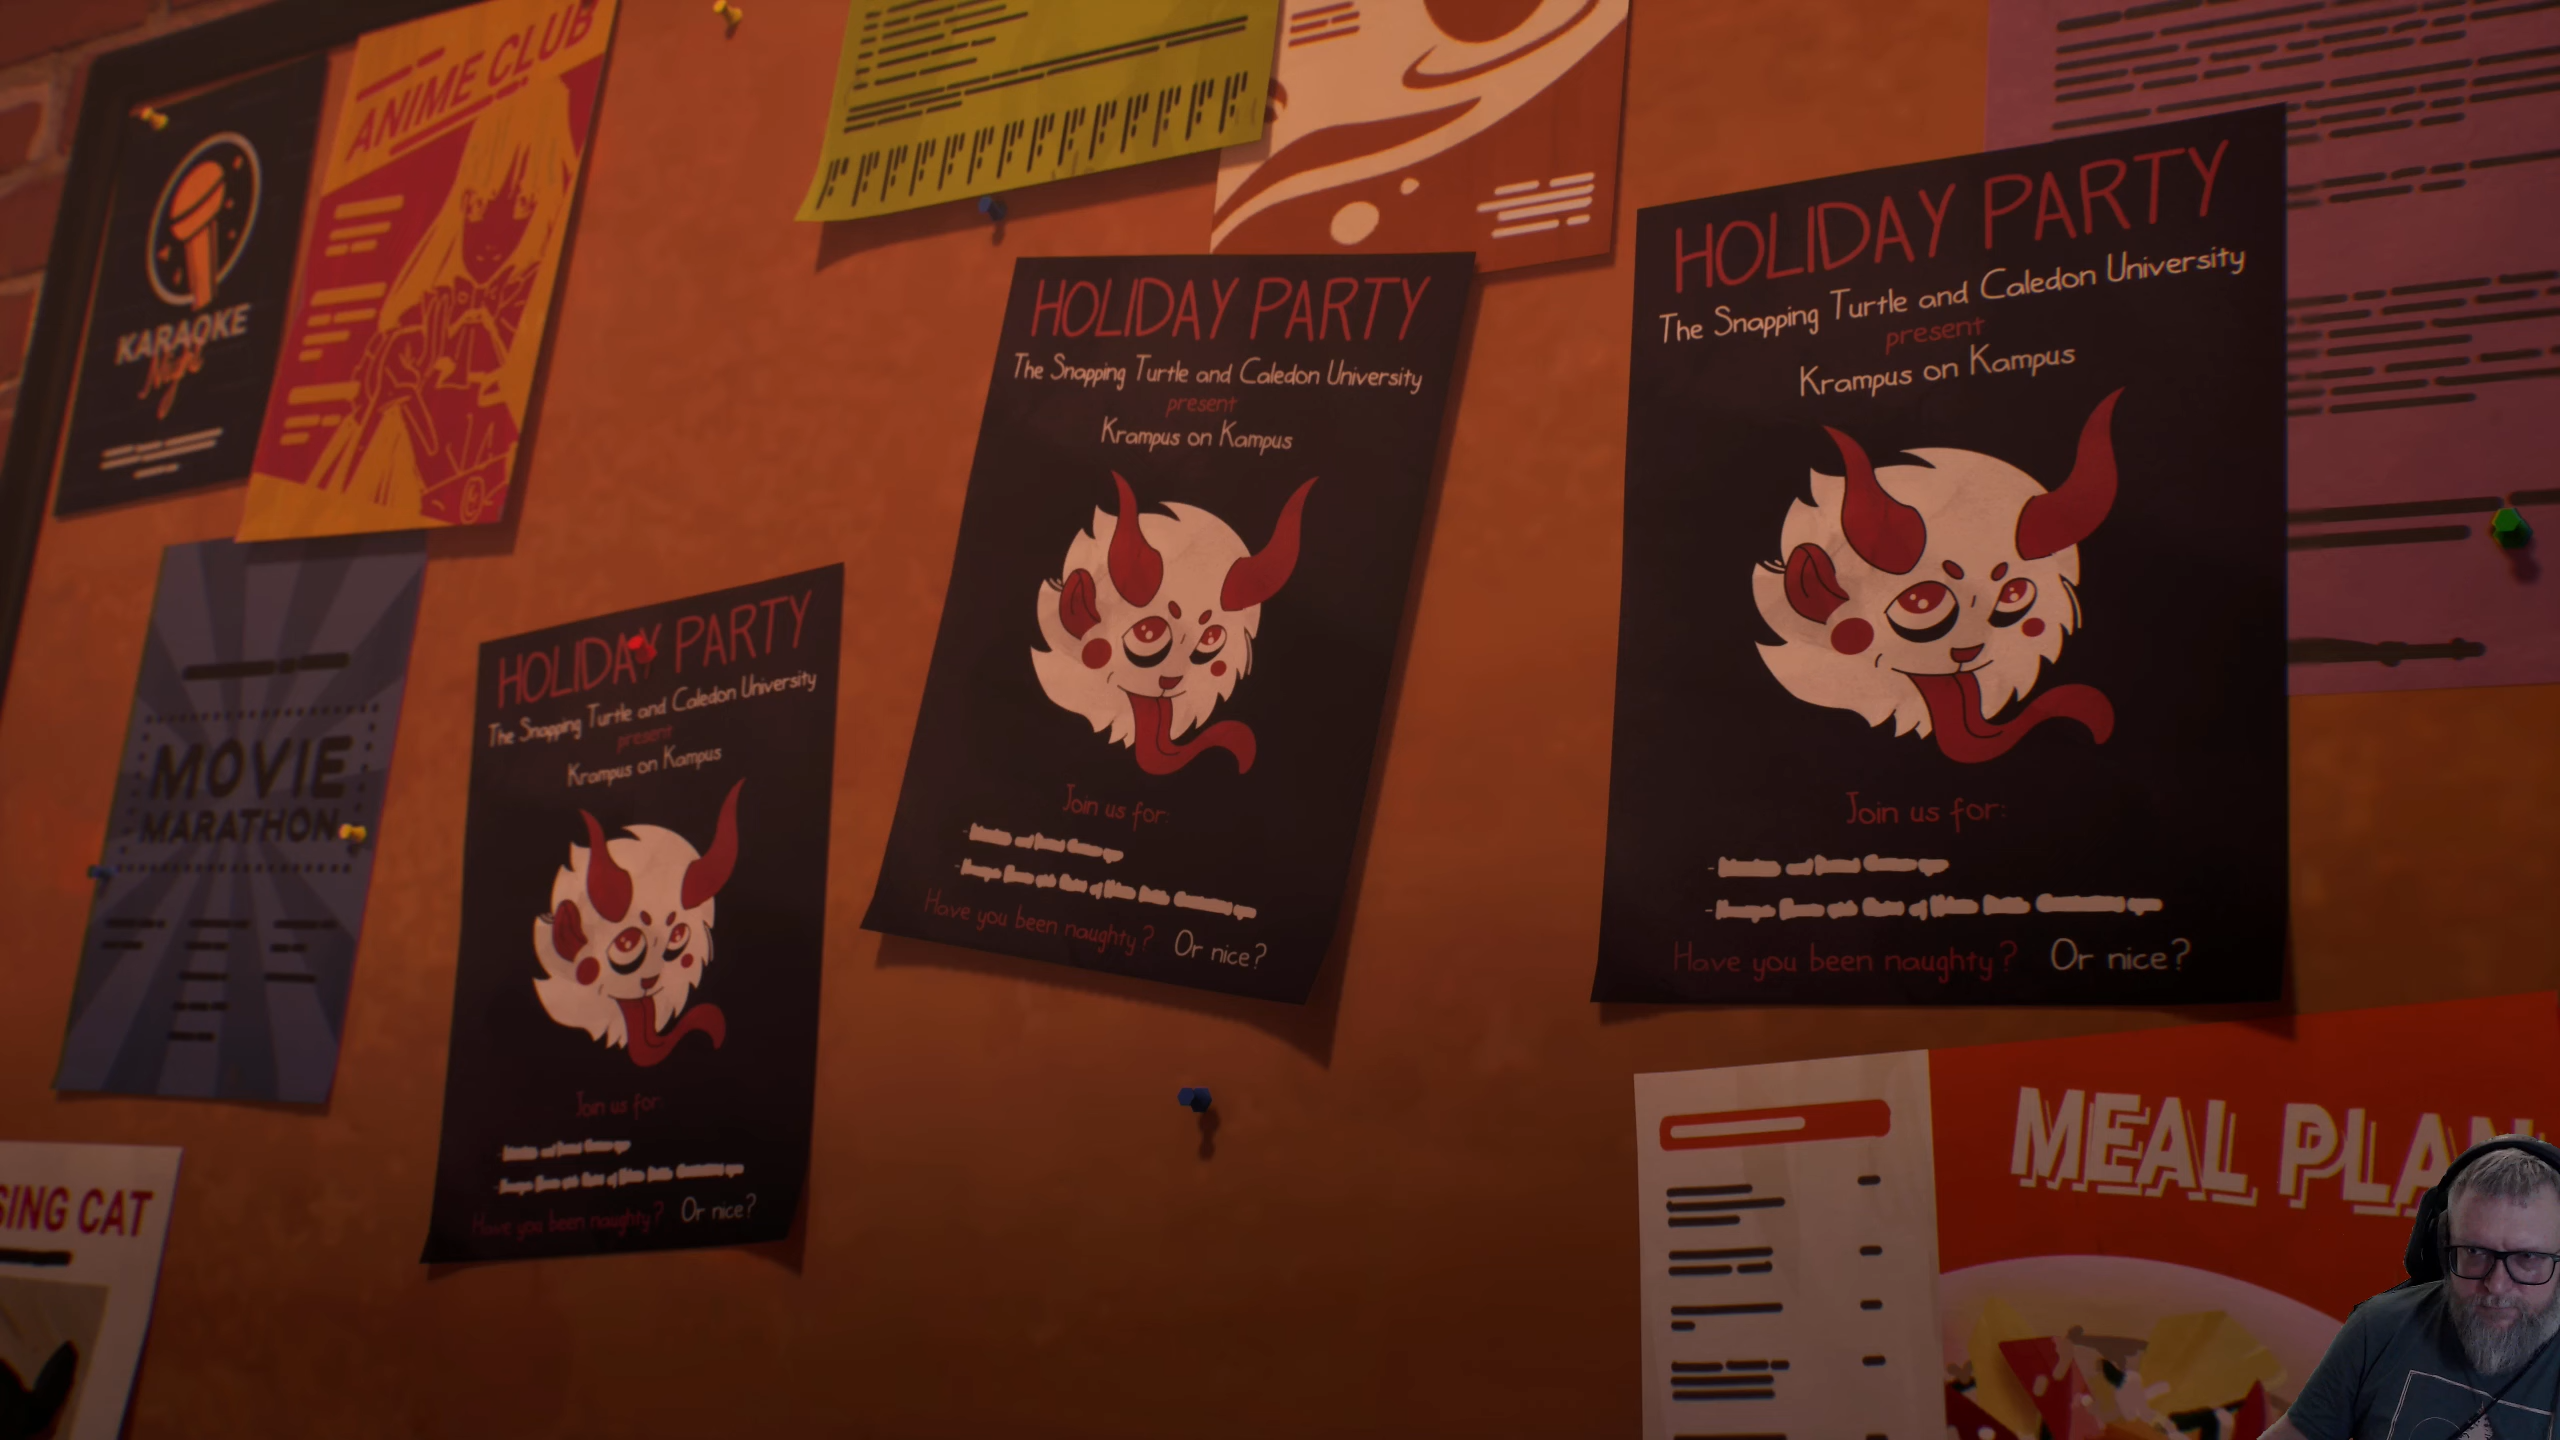 KARAOKE
Night
ANIME CLUB
MOVIE
MARATHON
HOLIDAY PARTY
The Snapping Turtle and Caledon University
present
Krampus on Kampus
Join us for:
Have you been naughty? Or nice?
HOLIDAY PARTY
The Snapping Turtle and Caledon University
present
Krampus on Kampus
Join us for:
Have you been naughty? Or nice?
HOLIDAY PARTY
The Snapping Turtle and Caledon University
present
Krampus on Kampus
Join us for:
Have you been naughty? Or nice?
SING CAT
MEAL PLAN